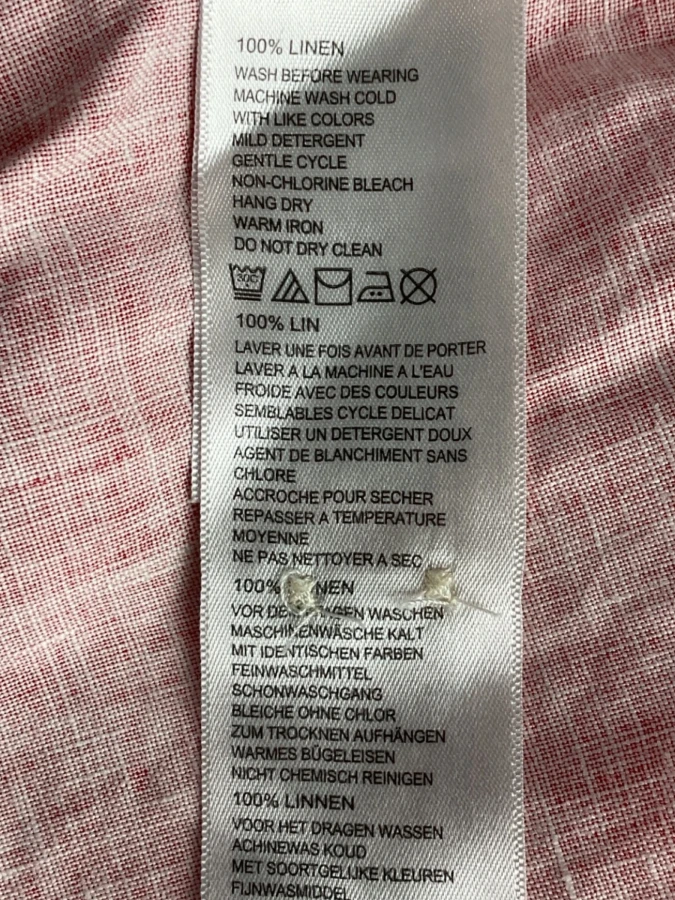 100% LINEN
WASH BEFORE WEARING
MACHINE WASH COLD
WITH LIKE COLORS
MILD DETERGENT
GENTLE CYCLE
NON-CHLORINE BLEACH
HANG DRY
WARM IRON
DO NOT DRY CLEAN
30C
100% LIN
LAVER UNE FOIS AVANT DE PORTER
LAVER A LA MACHINE A L'EAU
FROIDE AVEC DES COULEURS
SEMBLABLES CYCLE DELICAT
UTILISER UN DETERGENT DOUX
AGENT DE BLANCHIMENT SANS
CHLORE
ACCROCHE POUR SECHER
REPASSER A TEMPERATURE
MOYENNE
NE PAS NETTOYER A SEC
100%
VOR WASCHEN
MASCHINENWÄSCHE KALT
MIT IDENTISCHEN FARBEN
FEINWASCHMITTEL
SCHONWASCHGANG
BLEICHE OHNE CHLOR
ZUM TROCKNEN AUFHÄNGEN
WARMES BÜGELEISEN
NICHT CHEMISCH REINIGEN
100% LINNEN
VOOR HET DRAGEN WASSEN
ACHINEWAS KOUD
MET SOORTGELIJKE KLEUREN
FIJNWASMIDDEL